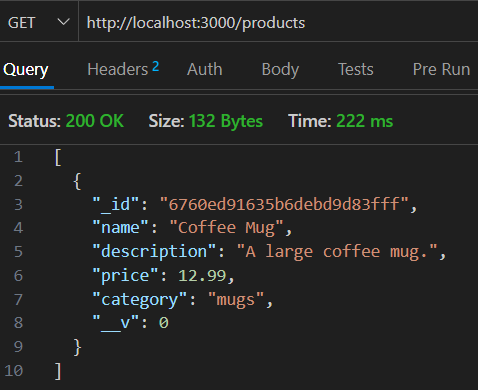 GET http://localhost:3000/products
Query Headers 2 Auth Body Tests Pre Run
Status: 200 OK Size: 132 Bytes Time: 222 ms
1 [
2 {
3 "_id": "6760ed91635b6debd9d83fff",
4 "name": "Coffee Mug",
5 "description": "A large coffee mug.",
6 "price": 12.99,
7 "category": "mugs",
8 "__v": 0
9 }
10 ]